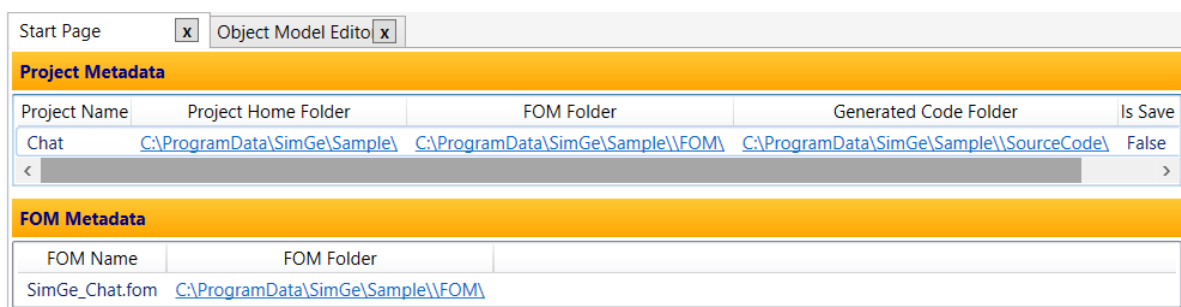 Start Page x Object Model Edito x
Project Metadata
Project Name Project Home Folder FOM Folder Generated Code Folder Is Save
Chat C:\ProgramData\SimGe\Sample\ C:\ProgramData\SimGe\Sample\\FOM\ C:\ProgramData\SimGe\Sample\\SourceCode\ False
FOM Metadata
FOM Name FOM Folder
SimGe_Chat.fom C:\ProgramData\SimGe\Sample\\FOM\